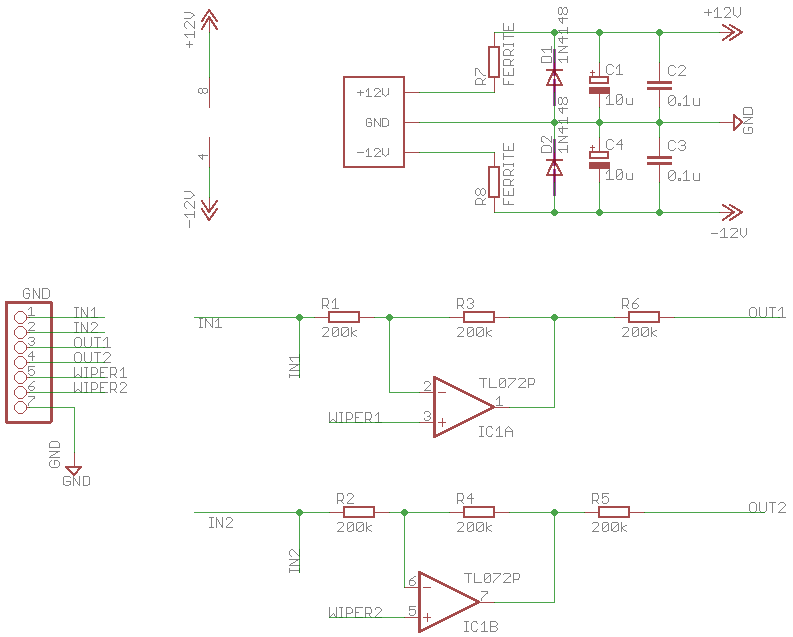 +12V
8
4
-12V
+12V
GND
-12V
R7
FERRITE
D1
1N4148
C1
10u
C2
0.1u
+12V
GND
R8
FERRITE
D2
1N4148
C4
10u
C3
0.1u
-12V
GND
1 IN1
2 IN2
3 OUT1
4 OUT2
5 WIPER1
6 WIPER2
7
GND
GND
IN1
IN1
R1
200k
R3
200k
R6
200k
OUT1
TL072P
2
3
1
WIPER1
IC1A
IN2
IN2
R2
200k
R4
200k
R5
200k
OUT2
TL072P
6
5
7
WIPER2
IC1B